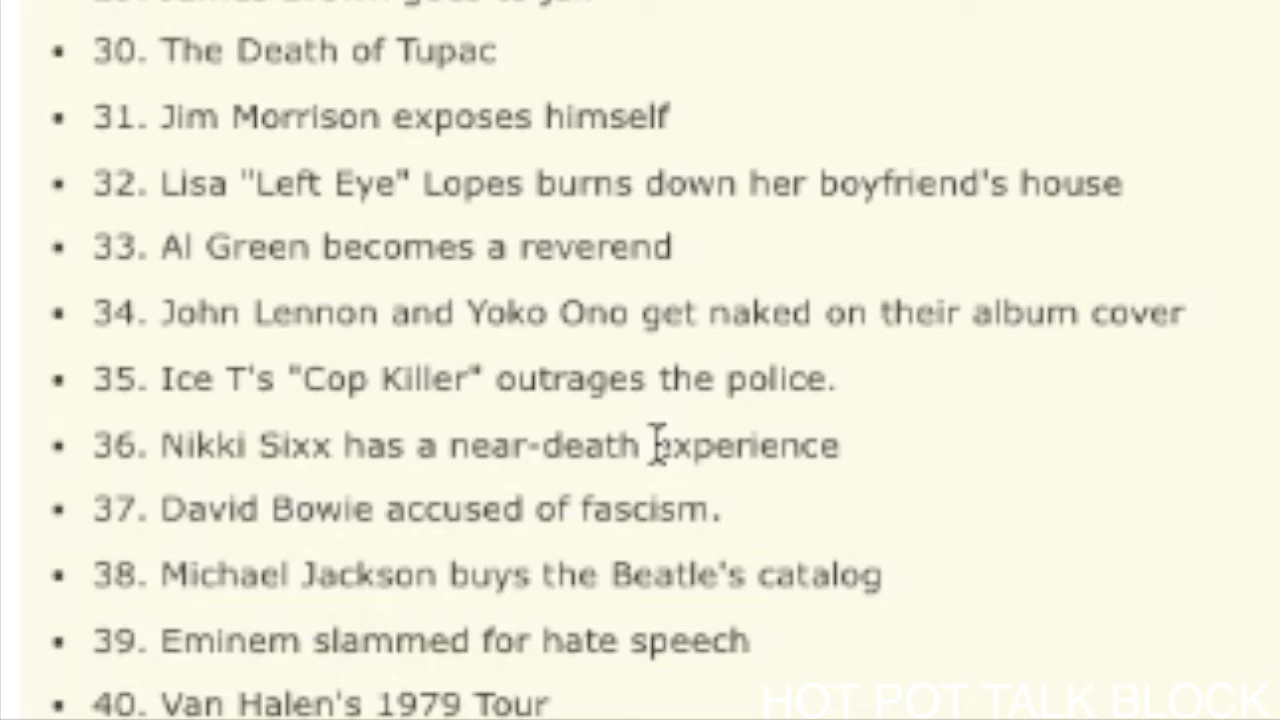 • 30. The Death of Tupac
• 31. Jim Morrison exposes himself
• 32. Lisa "Left Eye" Lopes burns down her boyfriend's house
• 33. Al Green becomes a reverend
• 34. John Lennon and Yoko Ono get naked on their album cover
• 35. Ice T's "Cop Killer" outrages the police.
• 36. Nikki Sixx has a near-death experience
• 37. David Bowie accused of fascism.
• 38. Michael Jackson buys the Beatle's catalog
• 39. Eminem slammed for hate speech
• 40. Van Halen's 1979 Tour
HOT POT TALK BLOCK